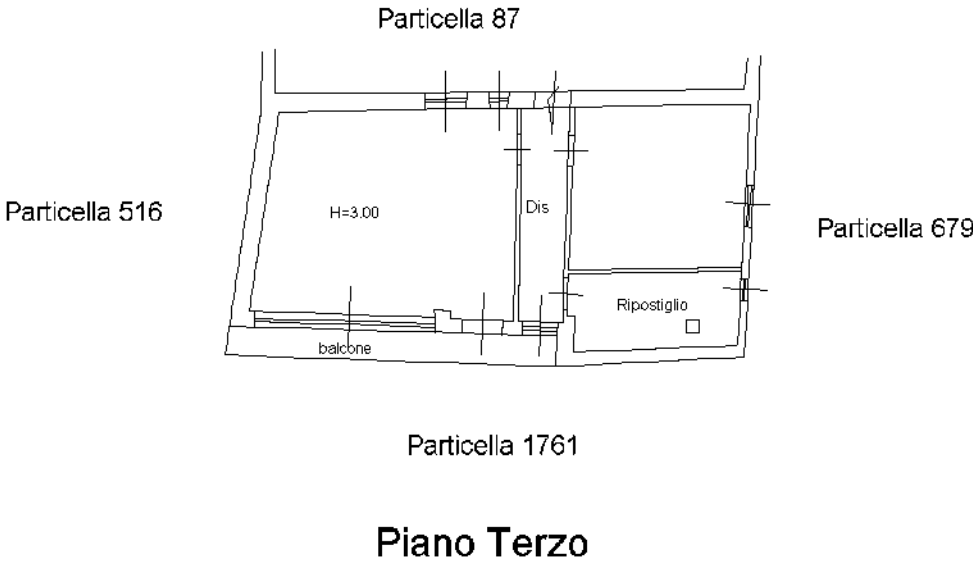 Particella 87
Particella 516
H=3.00
Dis
Particella 679
Ripostiglio
balcone
Particella 1761
Piano Terzo